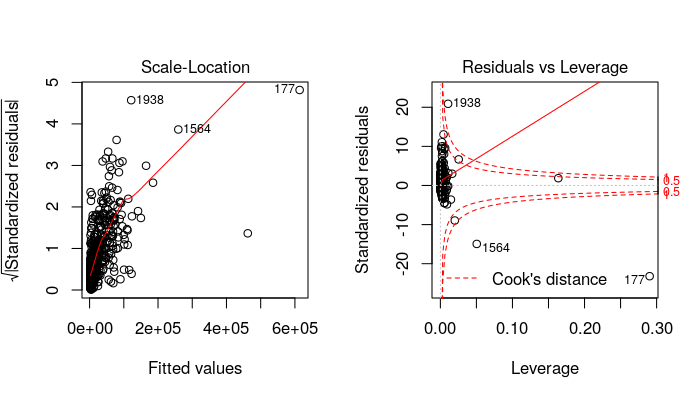 Scale-Location
√|Standardized residuals|
5
4
3
2
1
0
1938
1564
177
0e+00 2e+05 4e+05 6e+05
Fitted values
Residuals vs Leverage
Standardized residuals
20
10
0
-10
-20
1938
1564
177
1
0.5
0.5
1
Cook's distance
0.00 0.10 0.20 0.30
Leverage